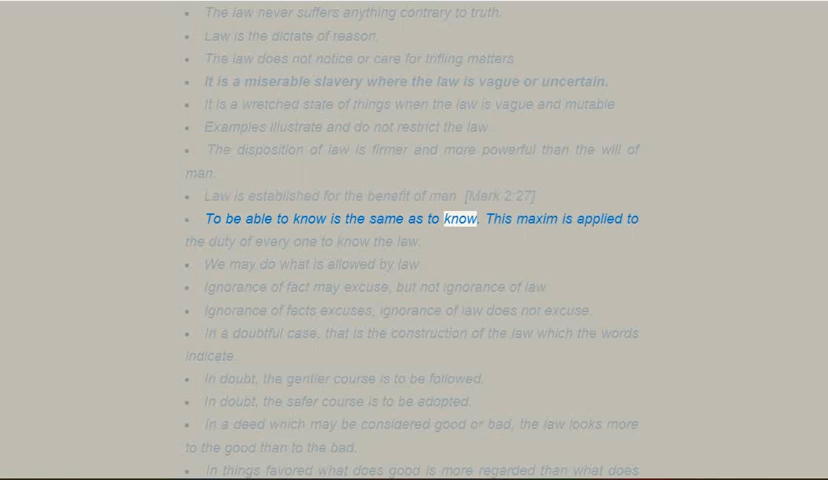 • The law never suffers anything contrary to truth.
• Law is the dictate of reason.
• The law does not notice or care for trifling matters
• It is a miserable slavery where the law is vague or uncertain.
• It is a wretched state of things when the law is vague and mutable
• Examples illustrate and do not restrict the law.
• The disposition of law is firmer and more powerful than the will of
man.
• Law is established for the benefit of man. [Mark 2:27]
• To be able to know is the same as to know. This maxim is applied to
the duty of every one to know the law.
• We may do what is allowed by law.
• Ignorance of fact may excuse, but not ignorance of law
• Ignorance of facts excuses, ignorance of law does not excuse.
• In a doubtful case, that is the construction of the law which the words
indicate.
• In doubt, the gentler course is to be followed.
• In doubt, the safer course is to be adopted.
• In a deed which may be considered good or bad, the law looks more
to the good than to the bad.
• In things favored what does good is more regarded than what does